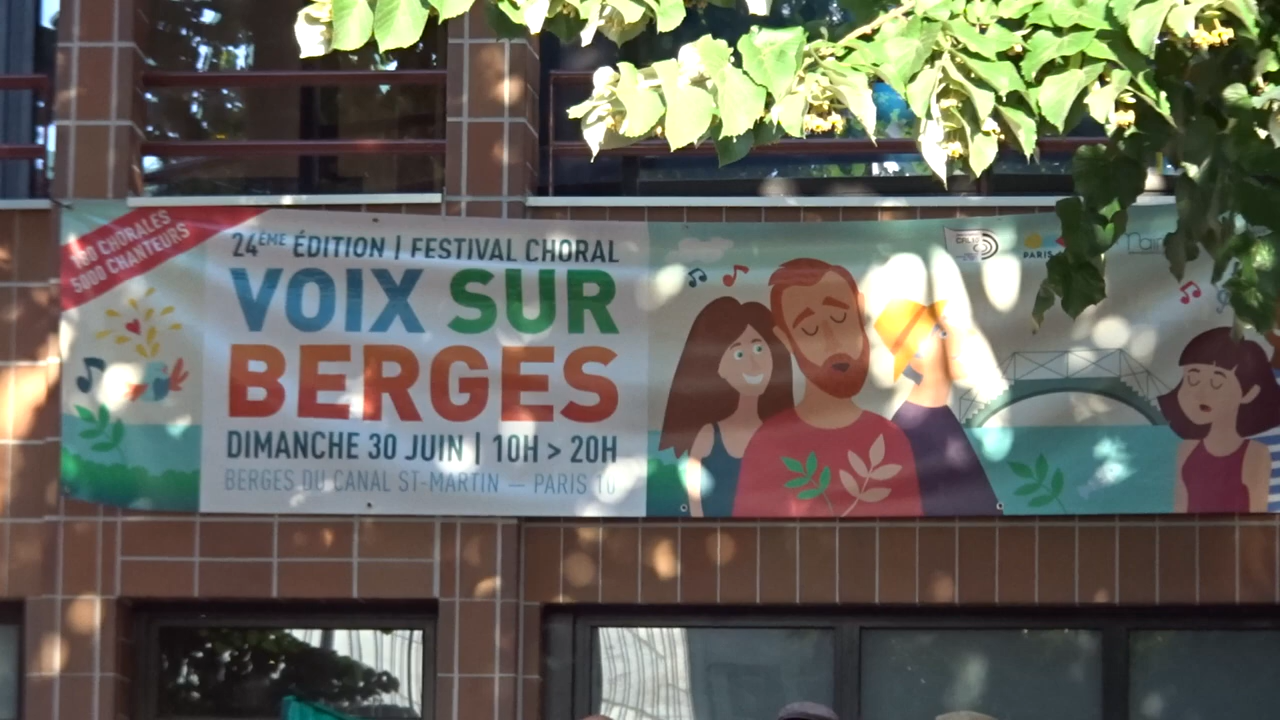 100 CHORALES
5000 CHANTEURS
24ÈME ÉDITION | FESTIVAL CHORAL
VOIX SUR
BERGES
DIMANCHE 30 JUIN | 10H > 20H
BERGES DU CANAL ST-MARTIN — PARIS 10
PARIS